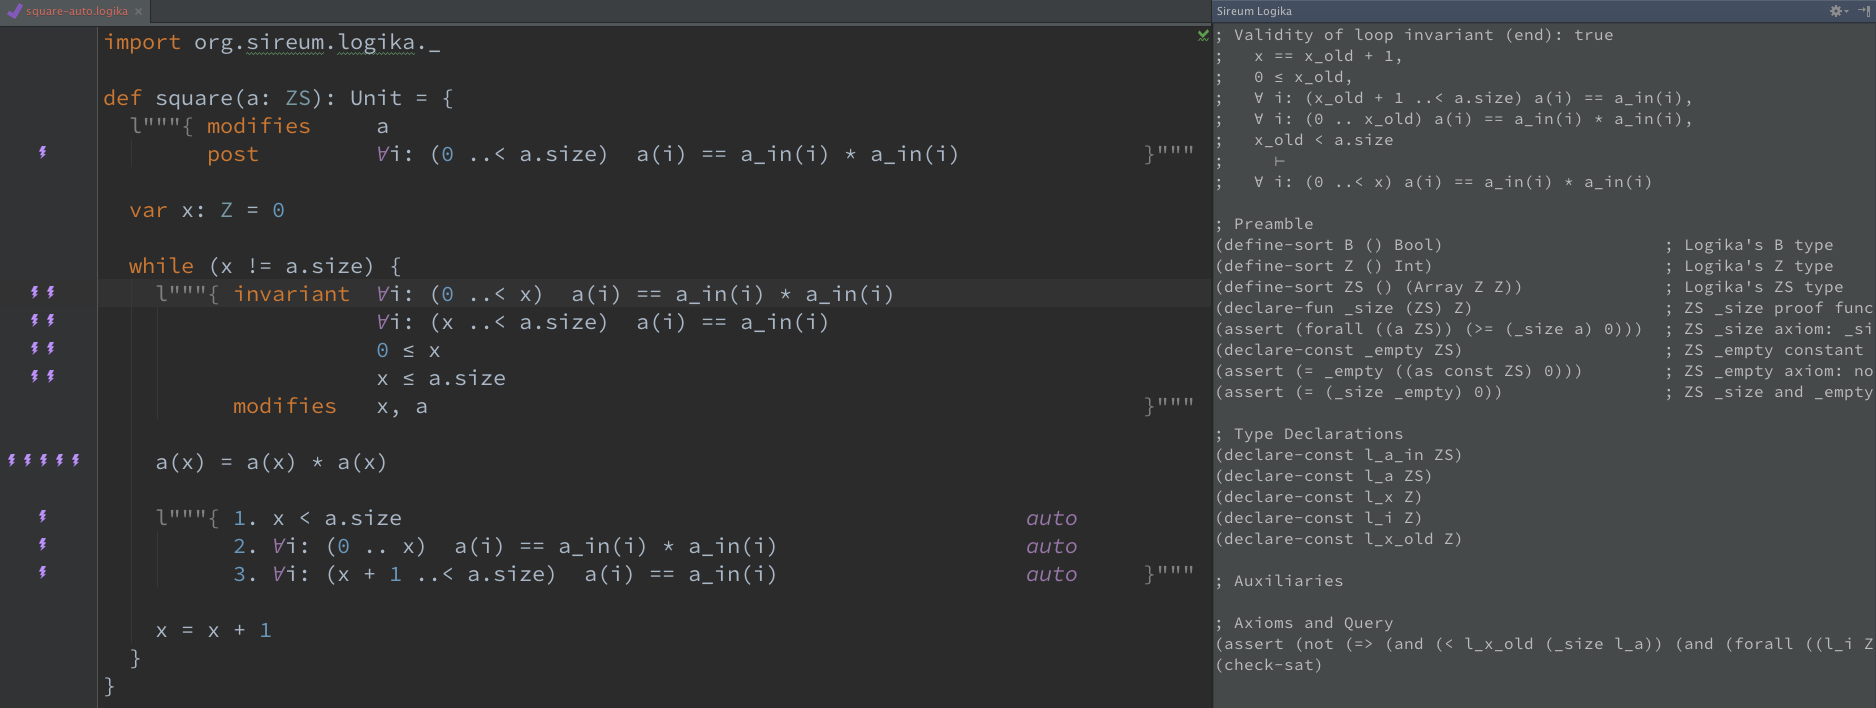 square-auto.logika
import org.sireum.logika._
def square(a: ZS): Unit = {
l"""{ modifies a
post ∀i: (0 ..< a.size) a(i) == a_in(i) * a_in(i) }"""
var x: Z = 0
while (x != a.size) {
l"""{ invariant ∀i: (0 ..< x) a(i) == a_in(i) * a_in(i)
∀i: (x ..< a.size) a(i) == a_in(i)
0 ≤ x
x ≤ a.size
modifies x, a }"""
a(x) = a(x) * a(x)
l"""{ 1. x < a.size auto
2. ∀i: (0 .. x) a(i) == a_in(i) * a_in(i) auto
3. ∀i: (x + 1 ..< a.size) a(i) == a_in(i) auto }"""
x = x + 1
}
}
Sireum Logika
; Validity of loop invariant (end): true
; x == x_old + 1,
; 0 ≤ x_old,
; ∀ i: (x_old + 1 ..< a.size) a(i) == a_in(i),
; ∀ i: (0 .. x_old) a(i) == a_in(i) * a_in(i),
; x_old < a.size
; ⊢
; ∀ i: (0 ..< x) a(i) == a_in(i) * a_in(i)
; Preamble
(define-sort B () Bool) ; Logika's B type
(define-sort Z () Int) ; Logika's Z type
(define-sort ZS () (Array Z Z)) ; Logika's ZS type
(declare-fun _size (ZS) Z) ; ZS _size proof func
(assert (forall ((a ZS)) (>= (_size a) 0))) ; ZS _size axiom: _si
(declare-const _empty ZS) ; ZS _empty constant
(assert (= _empty ((as const ZS) 0))) ; ZS _empty axiom: no
(assert (= (_size _empty) 0)) ; ZS _size and _empty
; Type Declarations
(declare-const l_a_in ZS)
(declare-const l_a ZS)
(declare-const l_x Z)
(declare-const l_i Z)
(declare-const l_x_old Z)
; Auxiliaries
; Axioms and Query
(assert (not (=> (and (< l_x_old (_size l_a)) (and (forall ((l_i Z
(check-sat)